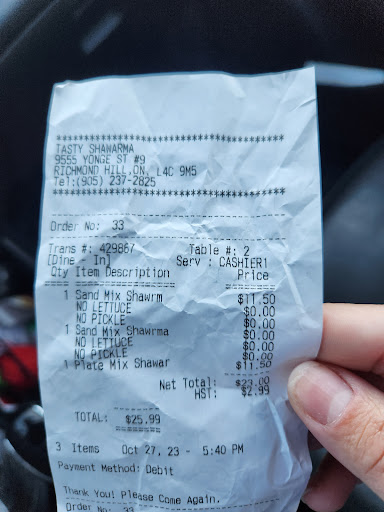 ************************************
TASTY SHAWARMA
9555 YONGE ST #9
RICHMOND HILL,ON, L4C 9M5
Tel:(905) 237-2825
************************************
Order No: 33
Trans #: 429867 Table #: 2
[Dine - In] Serv : CASHIER1
Qty Item Description Price
1 Sand Mix Shawrm $11.50
NO LETTUCE $0.00
NO PICKLE $0.00
1 Sand Mix Shawrma $0.00
NO LETTUCE $0.00
NO PICKLE $0.00
1 Plate Mix Shawar $11.50
Net Total: $23.00
HST: $2.99
TOTAL: $25.99
3 Items Oct 27, 23 - 5:40 PM
Payment Method: Debit
Thank You! Please Come Again.
Order No: 33